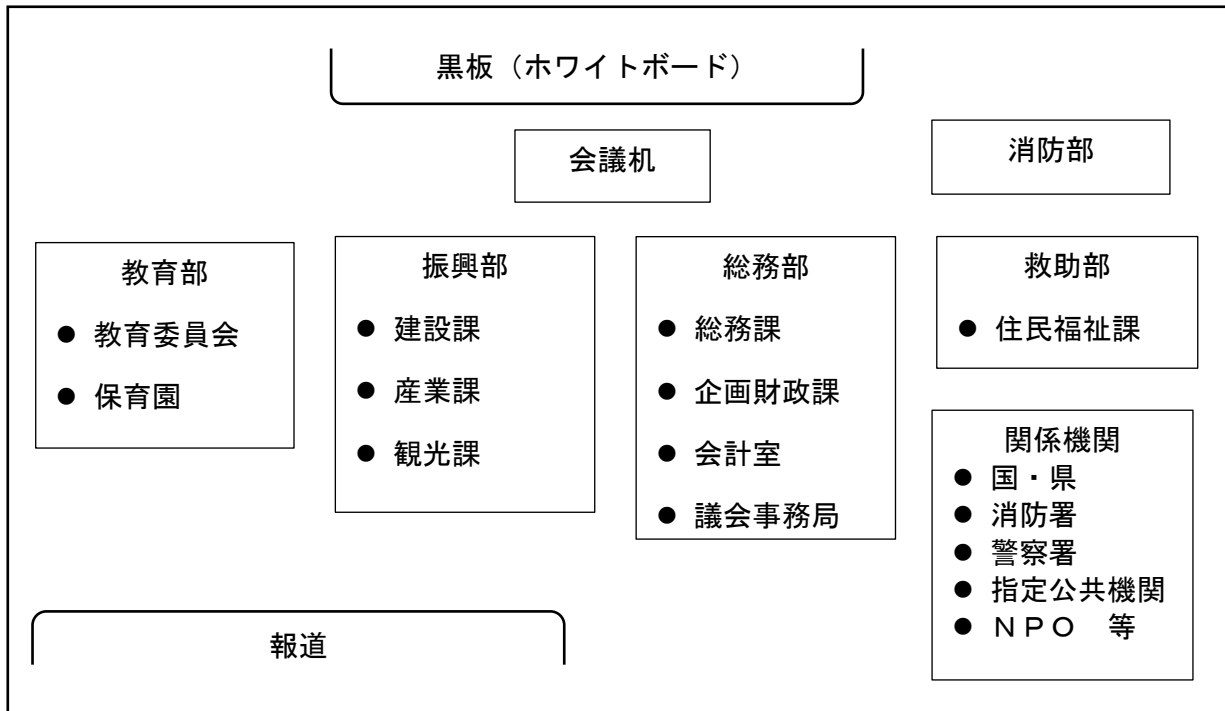 黒板（ホワイトボード）
会議机
消防部
教育部
● 教育委員会
● 保育園
振興部
● 建設課
● 産業課
● 観光課
総務部
● 総務課
● 企画財政課
● 会計室
● 議会事務局
救助部
● 住民福祉課
関係機関
● 国・県
● 消防署
● 警察署
● 指定公共機関
● ＮＰＯ　等
報道